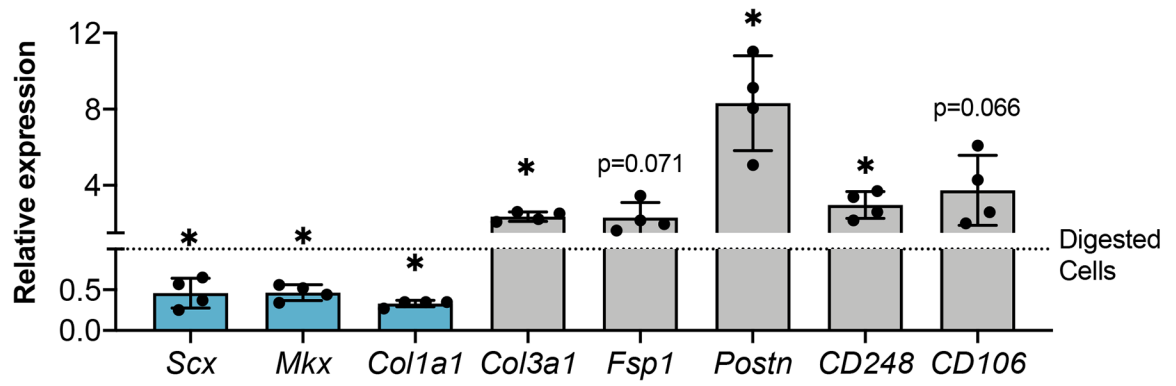 Relative expression
12
8
4
0.5
0.0
*
*
*
*
p=0.071
*
*
p=0.066
Digested
Cells
Scx Mkx Col1a1 Col3a1 Fsp1 Postn CD248 CD106